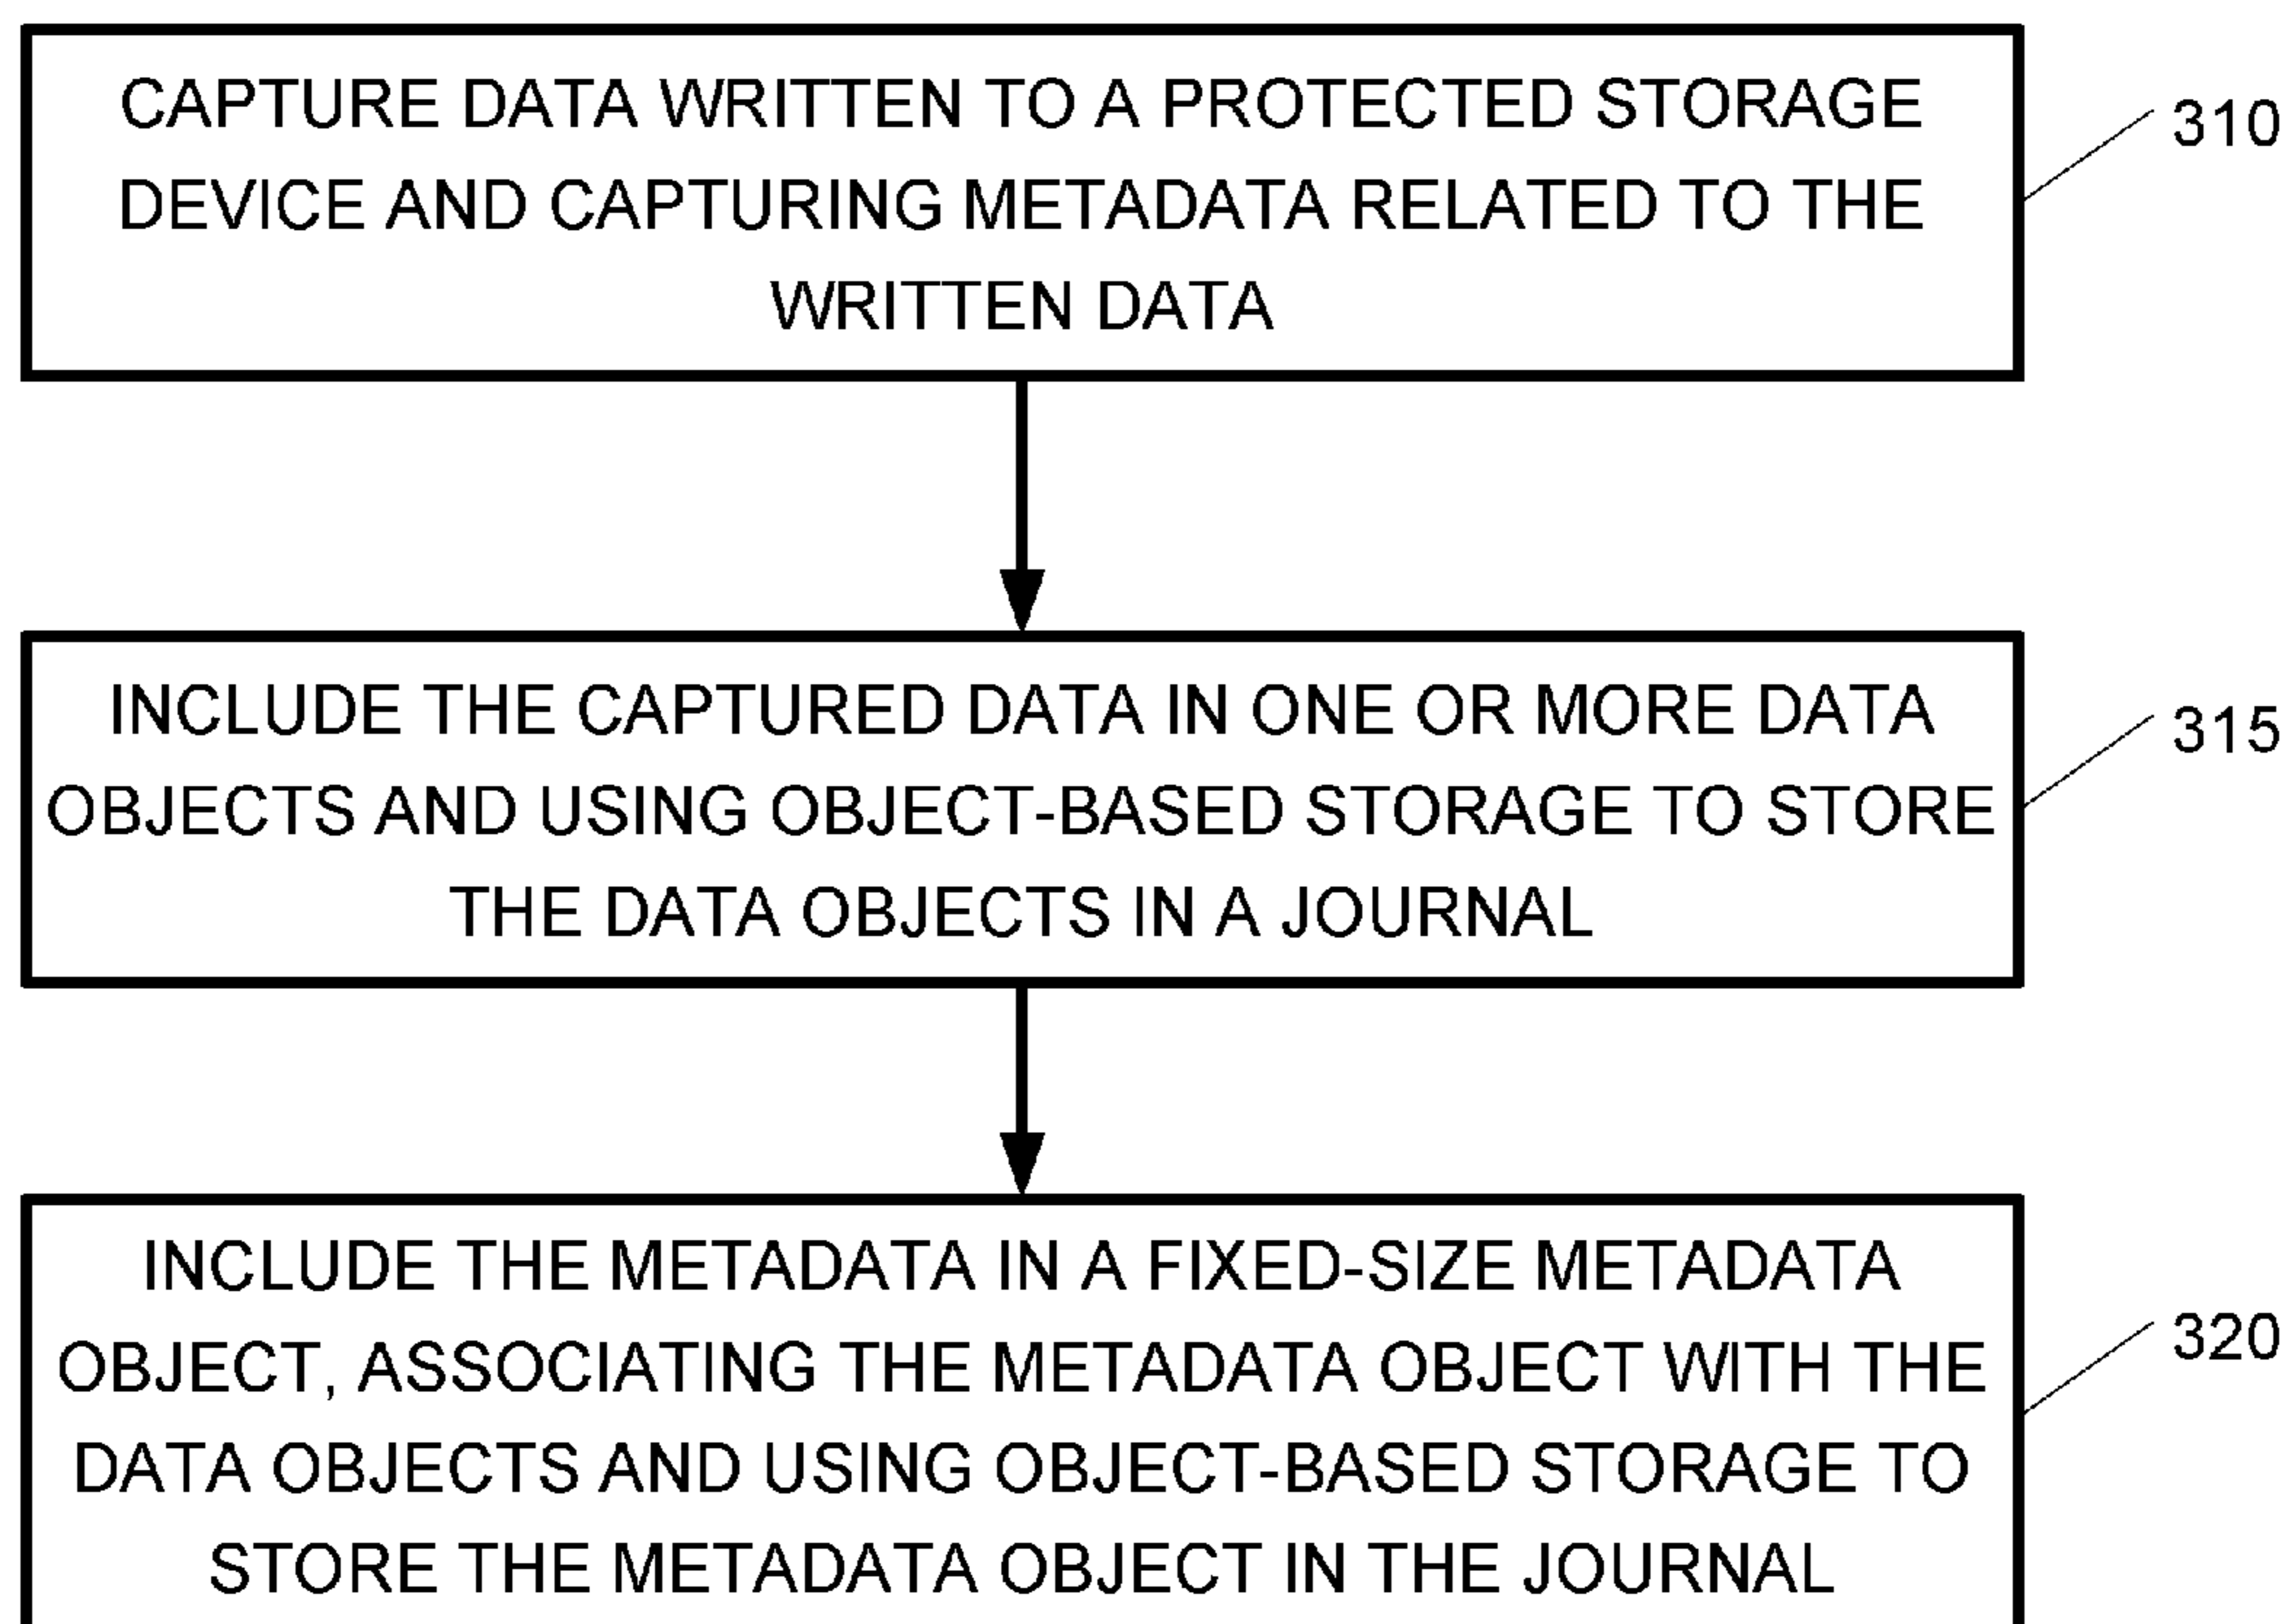 CAPTURE DATA WRITTEN TO A PROTECTED STORAGE
DEVICE AND CAPTURING METADATA RELATED TO THE
WRITTEN DATA
310
INCLUDE THE CAPTURED DATA IN ONE OR MORE DATA
OBJECTS AND USING OBJECT-BASED STORAGE TO STORE
THE DATA OBJECTS IN A JOURNAL
315
INCLUDE THE METADATA IN A FIXED-SIZE METADATA
OBJECT, ASSOCIATING THE METADATA OBJECT WITH THE
DATA OBJECTS AND USING OBJECT-BASED STORAGE TO
STORE THE METADATA OBJECT IN THE JOURNAL
320